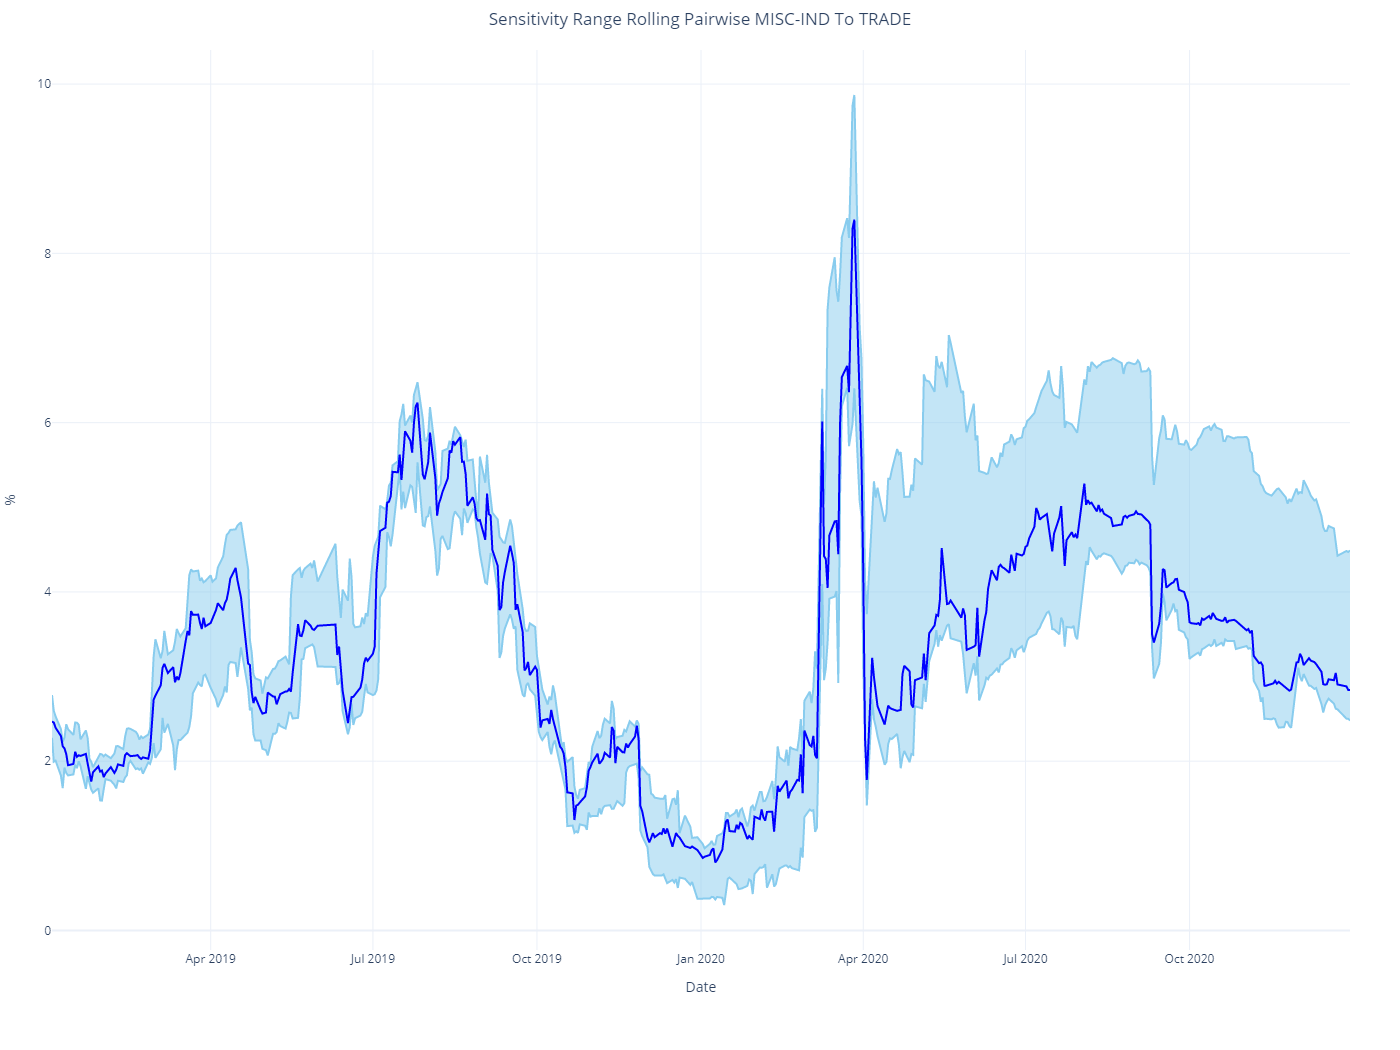 Sensitivity Range Rolling Pairwise MISC-IND To TRADE
10
8
6
4
2
0
%
Apr 2019
Jul 2019
Oct 2019
Jan 2020
Apr 2020
Jul 2020
Oct 2020
Date